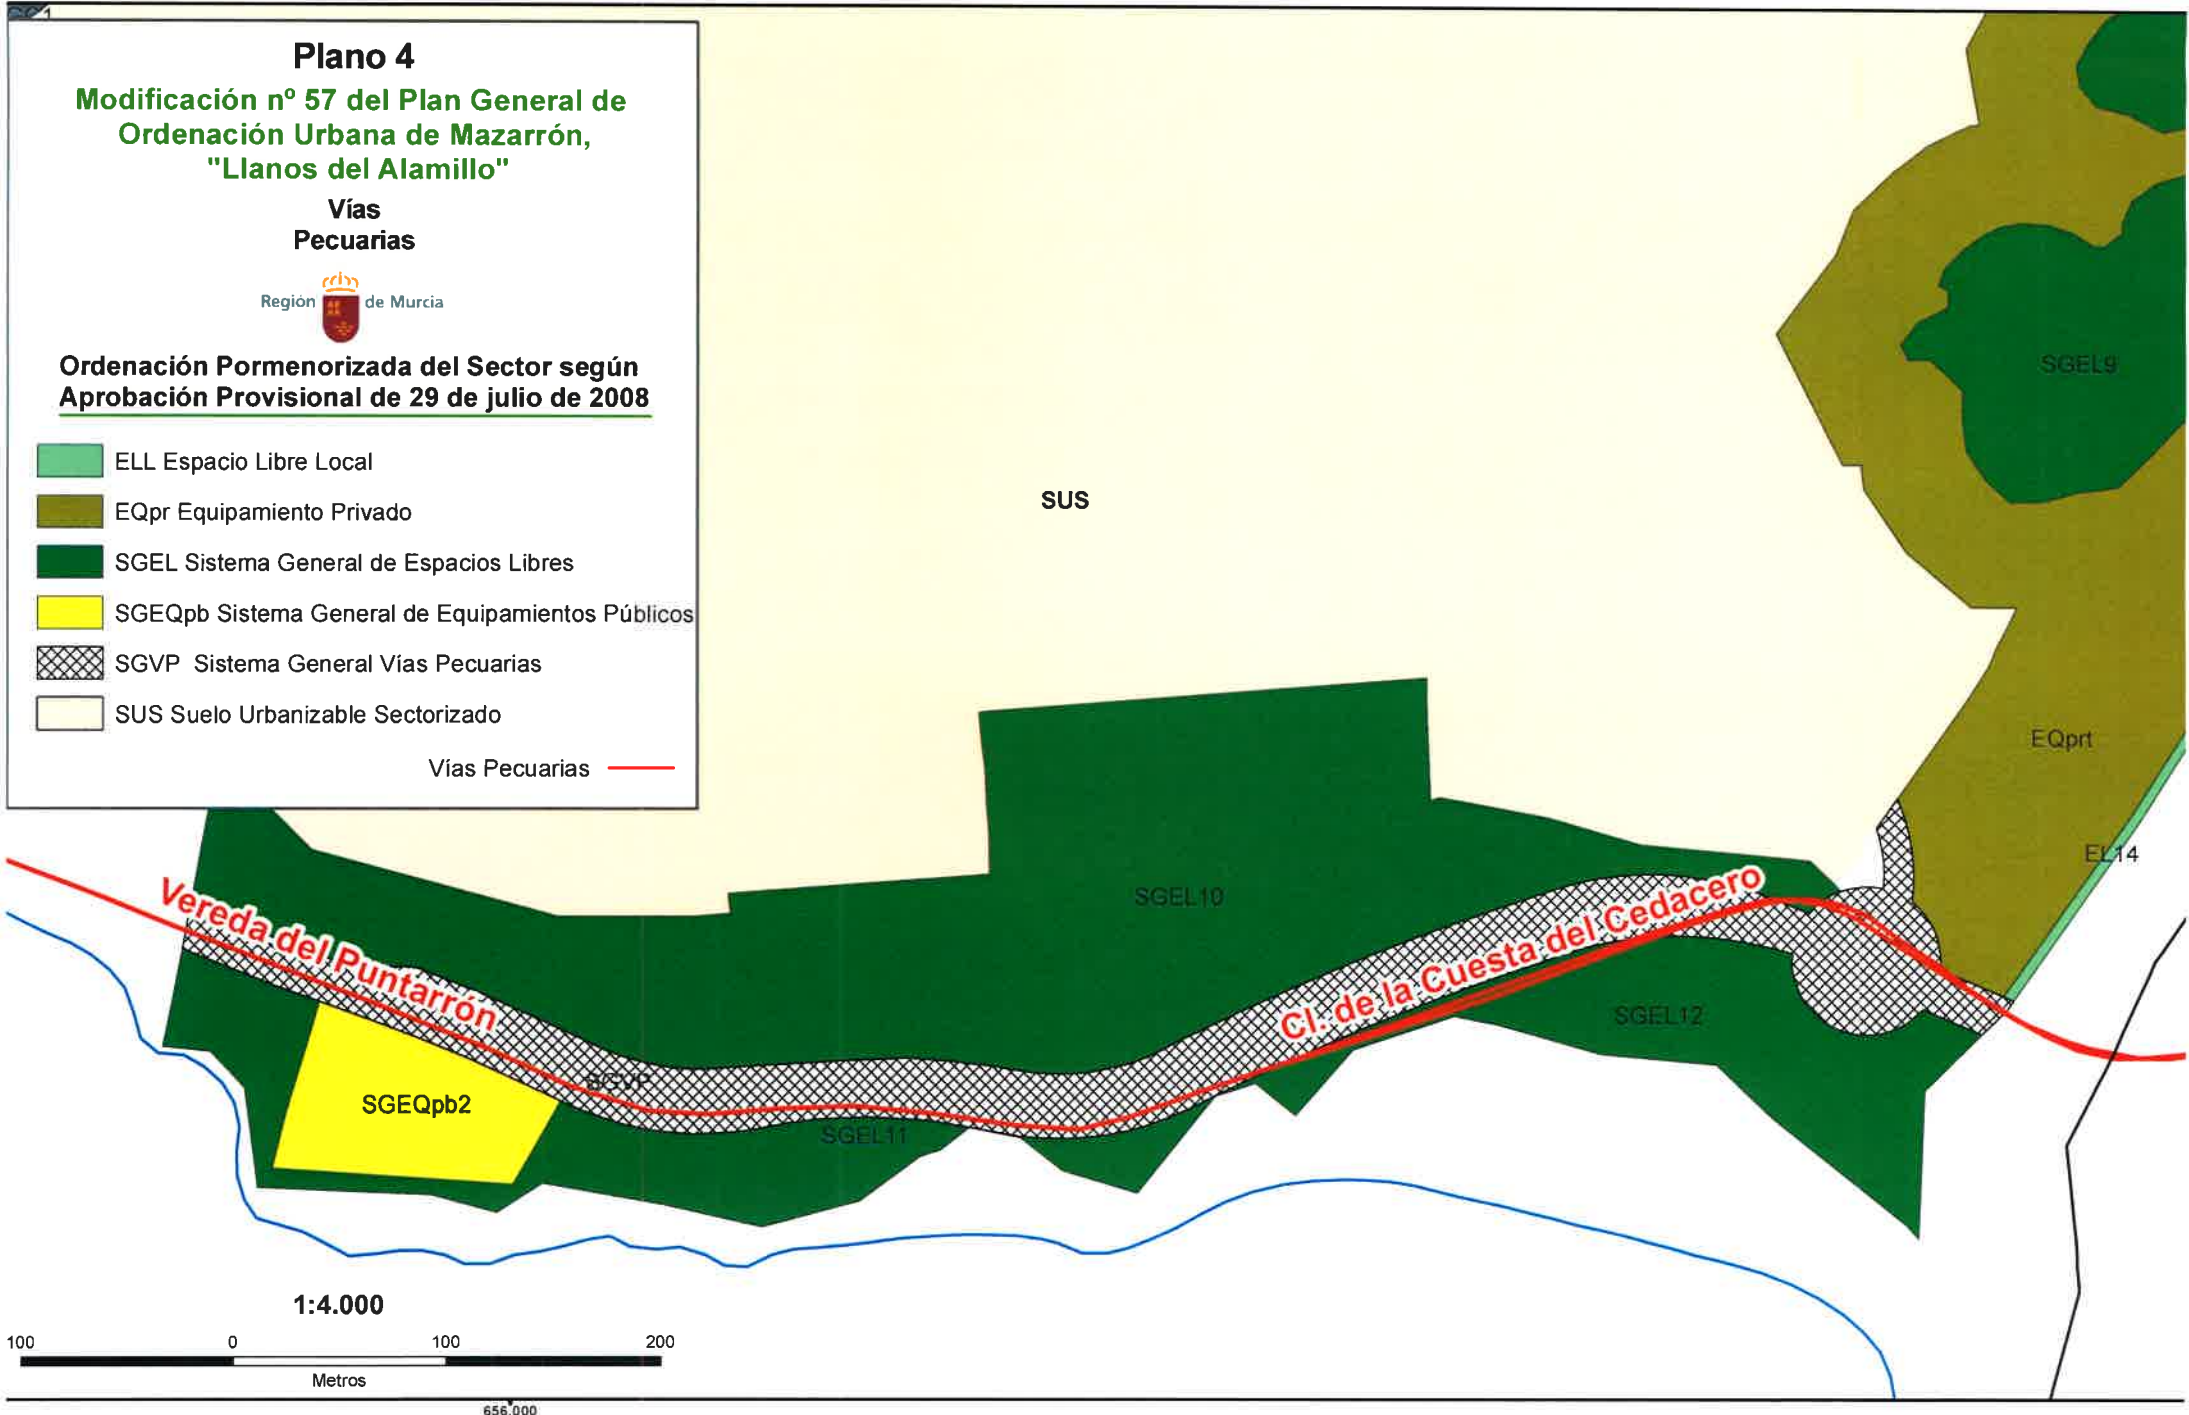 Plano 4
Modificación nº 57 del Plan General de
Ordenación Urbana de Mazarrón,
"Llanos del Alamillo"
Vías
Pecuarias
Región de Murcia
Ordenación Pormenorizada del Sector según
Aprobación Provisional de 29 de julio de 2008
ELL Espacio Libre Local
EQpr Equipamiento Privado
SGEL Sistema General de Espacios Libres
SGEQpb Sistema General de Equipamientos Públicos
SGVP Sistema General Vías Pecuarias
SUS Suelo Urbanizable Sectorizado
Vías Pecuarias
SUS
SGEL9
EQprt
EL14
SGEL10
Vereda del Puntarrón
Cl. de la Cuesta del Cedacero
SGEL12
SGVP
SGEQpb2
SGEL11
1:4.000
100 0 100 200
Metros
656.000